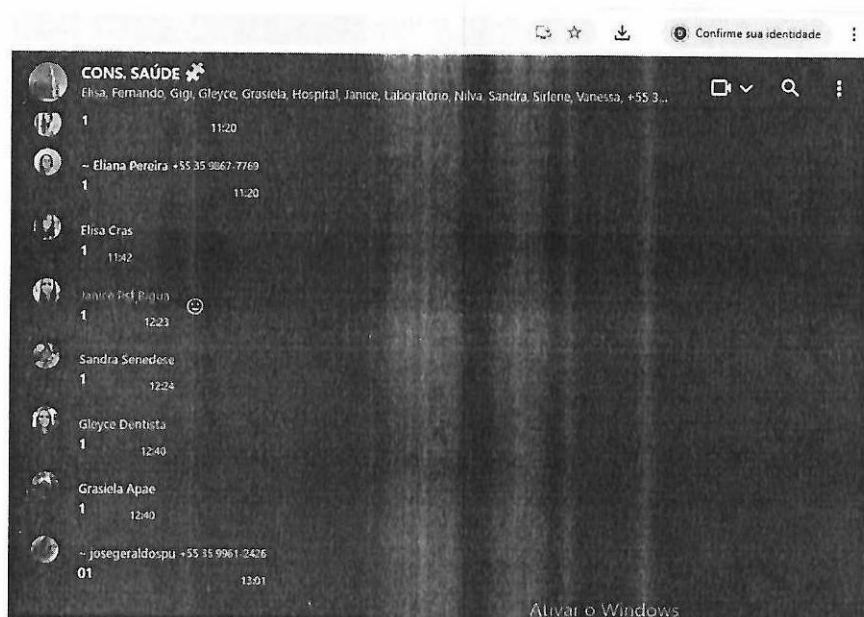 Confirme sua identidade
CONS. SAÚDE
Elisa, Fernando, Gigi, Gleyce, Grasiela, Hospital, Janice, Laboratório, Nilva, Sandra, Sirlene, Vanessa, +55 3...
1
11:20
~ Eliana Pereira +55 35 9867-7769
1
11:20
Elisa Cras
1
11:42
Janice Psf Bigua
1
12:23
Sandra Senedese
1
12:24
Gleyce Dentista
1
12:40
Grasiela Apae
1
12:40
~ josegeraldospu +55 35 9961-2426
01
13:01
Ativar o Windows